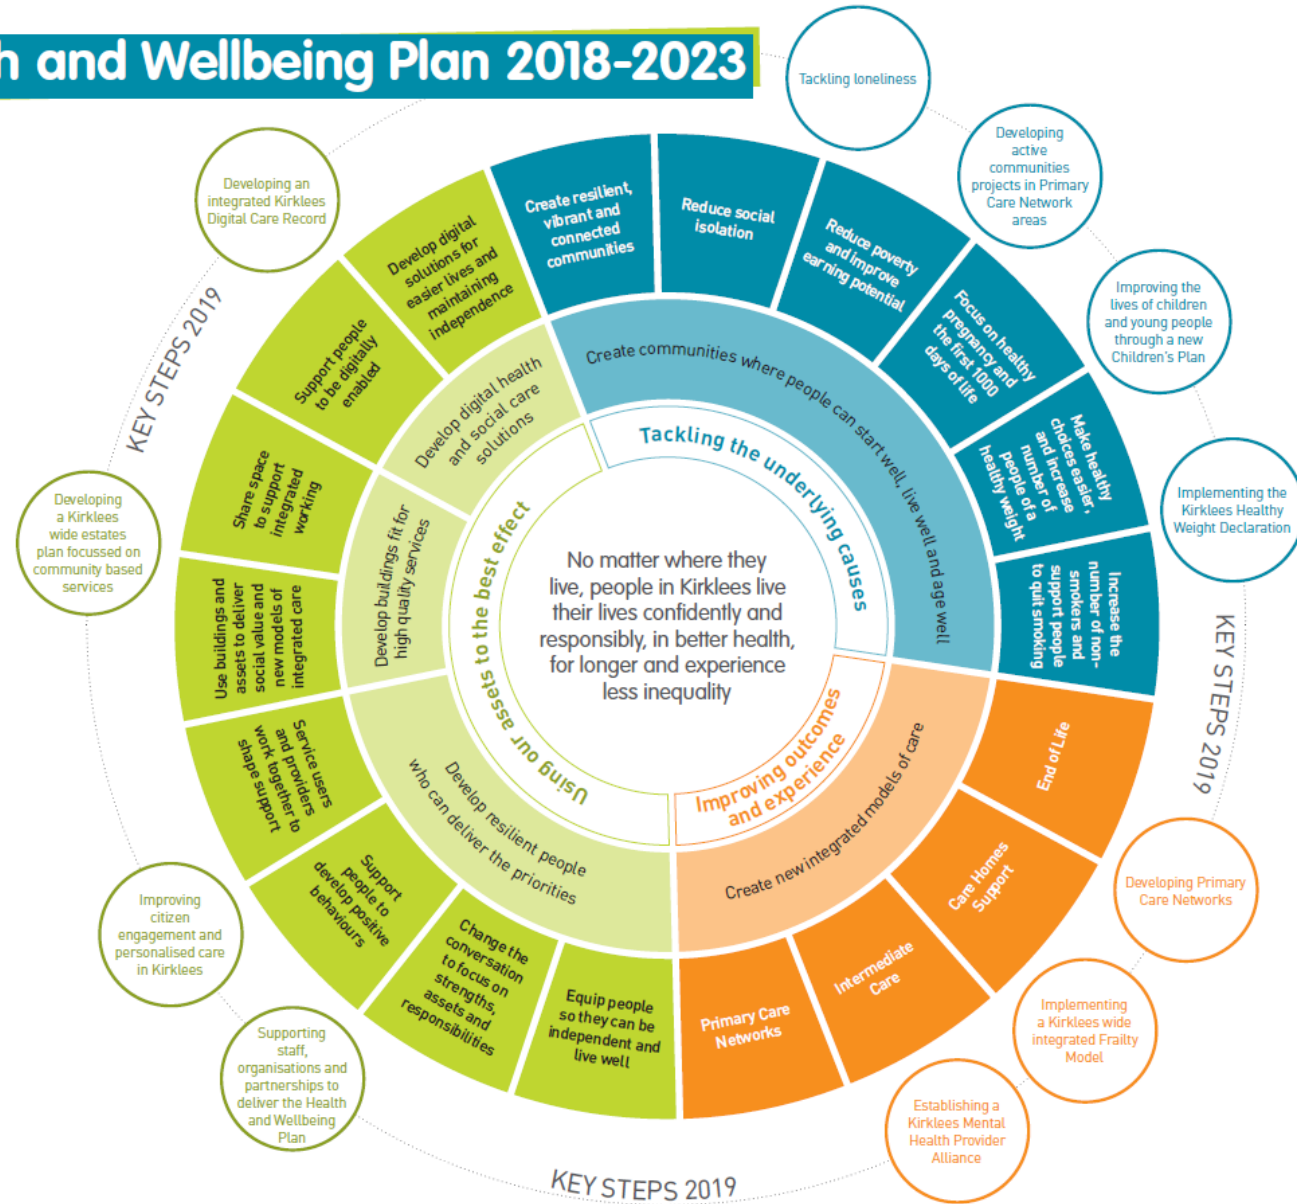 h and Wellbeing Plan 2018-2023
Tackling loneliness
Developing
active
communities
projects in Primary
Care Network
areas
Improving the
lives of children
and young people
through a new
Children's Plan
Implementing the
Kirklees Healthy
Weight Declaration
KEY STEPS 2019
Developing Primary
Care Networks
Implementing
a Kirklees wide
integrated Frailty
Model
Establishing a
Kirklees Mental
Health Provider
Alliance
KEY STEPS 2019
Supporting
staff,
organisations and
partnerships to
deliver the Health
and Wellbeing
Plan
Improving
citizen
engagement and
personalised care
in Kirklees
Developing
a Kirklees
wide estates
plan focussed on
community based
services
KEY STEPS 2019
Developing an
integrated Kirklees
Digital Care Record
Create resilient,
vibrant and
connected
communities
Reduce social
isolation
Reduce poverty
and improve
earning potential
Focus on healthy
pregnancy and
the first 1000
days of life
Make healthy
choices easier,
and increase
number of
people of a
healthy weight
Increase the
number of non-
smokers and
support people
to quit smoking
End of Life
Care Homes
Support
Intermediate
Care
Primary Care
Networks
Equip people
so they can be
independent and
live well
Change the
conversation
to focus on
strengths,
assets and
responsibilities
Support
people to
develop positive
behaviours
Service users
and providers
work together to
shape support
Use buildings and
assets to deliver
social value and
new models of
integrated care
Share space
to support
integrated
working
Support people
to be digitally
enabled
Develop digital
solutions for
easier lives and
maintaining
independence
Create communities where people can start well, live well and age well
Create new integrated models of care
Develop resilient people
who can deliver the priorities
Develop buildings fit for
high quality services
Develop digital health
and social care
solutions
Tackling the underlying causes
Improving outcomes
and experience
Using our assets to the best effect
No matter where they
live, people in Kirklees live
their lives confidently and
responsibly, in better health,
for longer and experience
less inequality